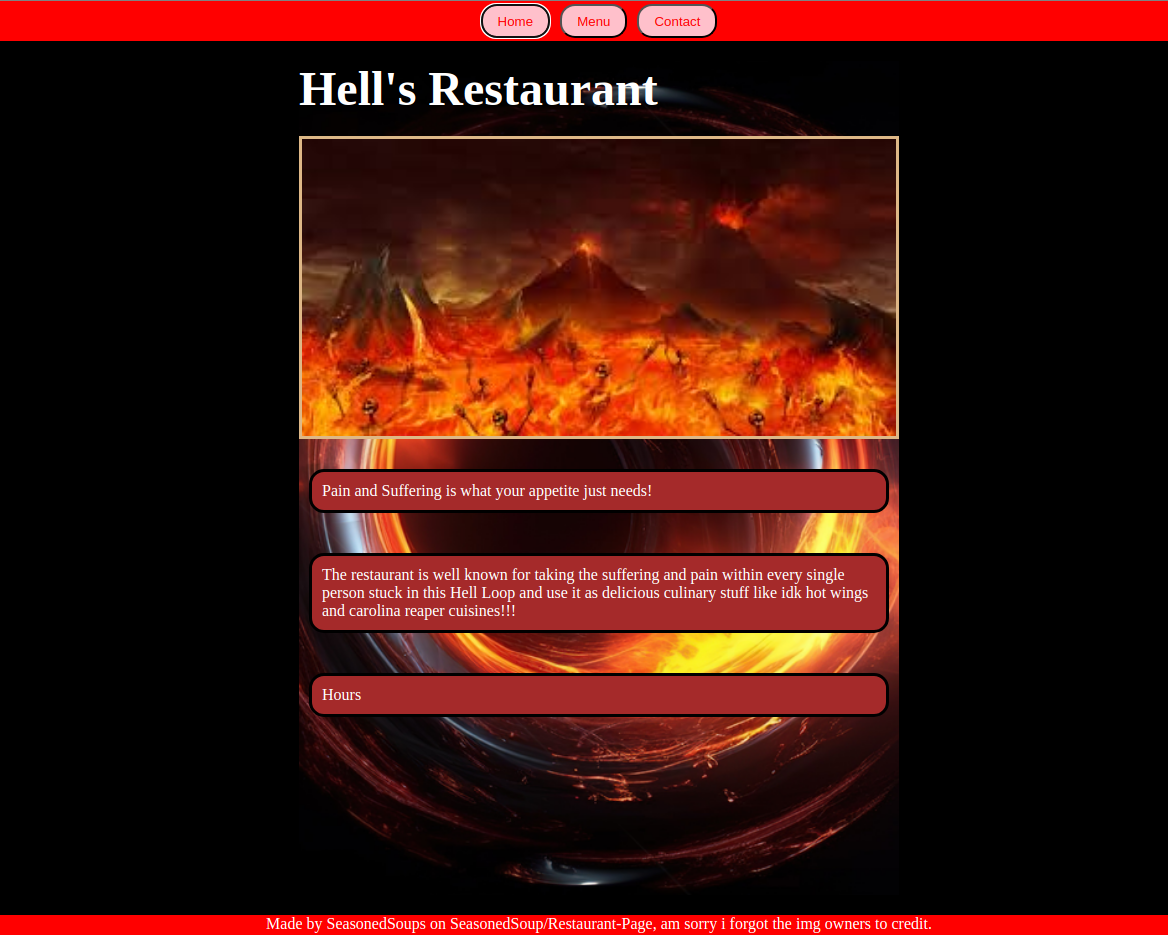 Home Menu Contact
Hell's Restaurant
Pain and Suffering is what your appetite just needs!
The restaurant is well known for taking the suffering and pain within every single
person stuck in this Hell Loop and use it as delicious culinary stuff like idk hot wings
and carolina reaper cuisines!!!
Hours
Made by SeasonedSoups on SeasonedSoup/Restaurant-Page, am sorry i forgot the img owners to credit.